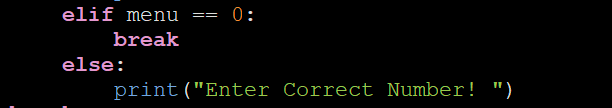 elif menu == 0:
break
else:
print("Enter Correct Number! ")